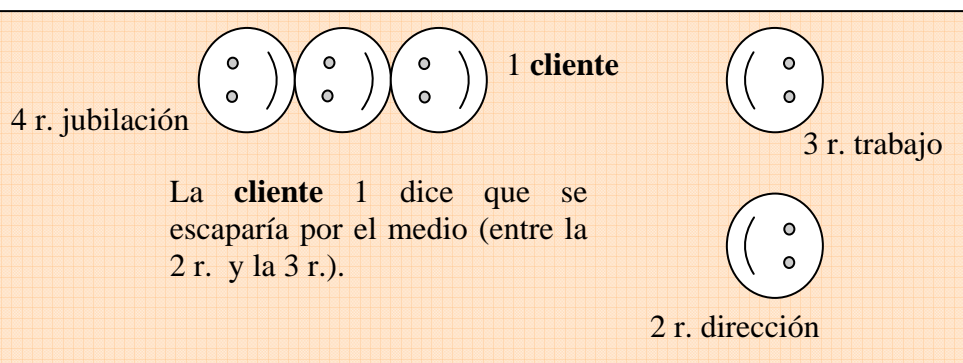 1 cliente
4 r. jubilación
3 r. trabajo
La cliente 1 dice que se
escaparía por el medio (entre la
2 r. y la 3 r.).
2 r. dirección